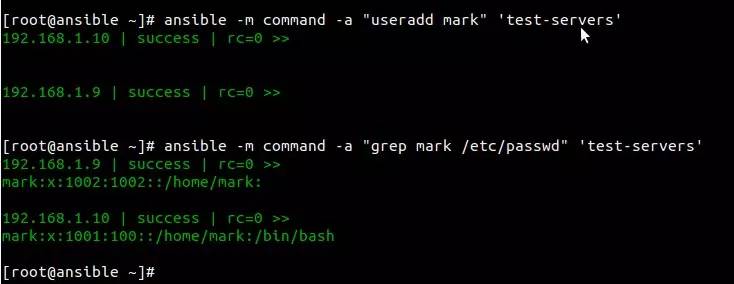 [root@ansible ~]# ansible -m command -a "useradd mark" 'test-servers'
192.168.1.10 | success | rc=0 >>
192.168.1.9 | success | rc=0 >>
[root@ansible ~]# ansible -m command -a "grep mark /etc/passwd" 'test-servers'
192.168.1.9 | success | rc=0 >>
mark:x:1002:1002::/home/mark:
192.168.1.10 | success | rc=0 >>
mark:x:1001:100::/home/mark:/bin/bash
[root@ansible ~]#